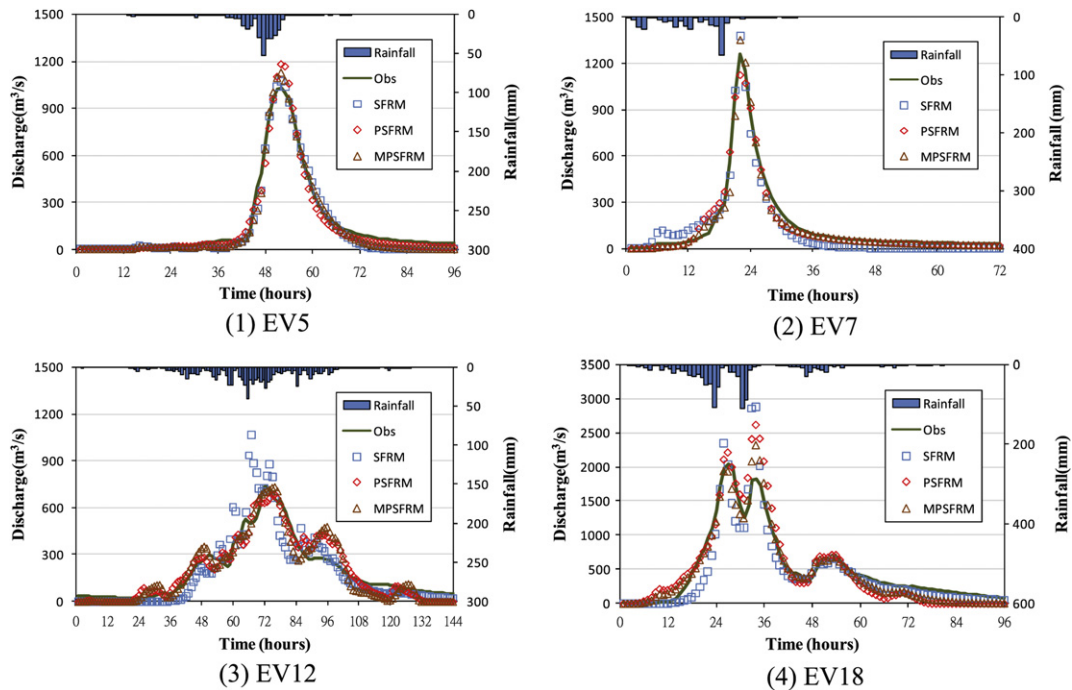 1500
1200
900
600
300
0
Discharge(m³/s)
0
50
100
150
200
250
300
Rainfall(mm)
Rainfall
Obs
SFRM
PSFRM
MPSFRM
0 12 24 36 48 60 72 84 96
Time (hours)
(1) EV5
1500
1200
900
600
300
0
Discharge (m³/s)
0
100
200
300
400
Rainfall(mm)
Rainfall
Obs
SFRM
PSFRM
MPSFRM
0 12 24 36 48 60 72
Time (hours)
(2) EV7
1500
1200
900
600
300
0
Discharge(m³/s)
0
50
100
150
200
250
300
Rainfall(mm)
Rainfall
Obs
SFRM
PSFRM
MPSFRM
0 12 24 36 48 60 72 84 96 108 120 132 144
Time (hours)
(3) EV12
3500
3000
2500
2000
1500
1000
500
0
Discharge(m³/s)
0
200
400
600
Rainfall(mm)
Rainfall
Obs
SFRM
PSFRM
MPSFRM
0 12 24 36 48 60 72 84 96
Time (hours)
(4) EV18